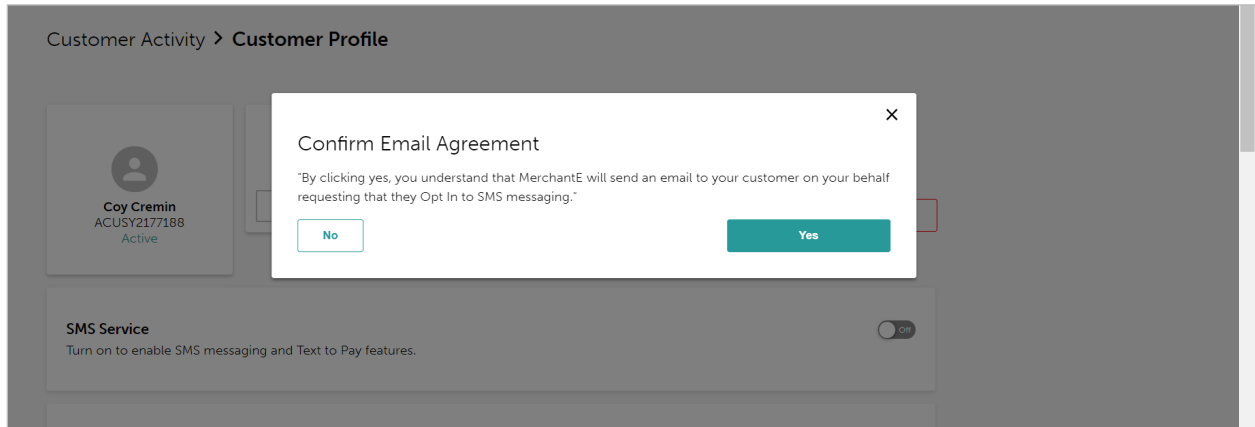 Customer Activity > Customer Profile
Confirm Email Agreement
"By clicking yes, you understand that MerchantE will send an email to your customer on your behalf
requesting that they Opt In to SMS messaging."
No
Yes
Coy Cremin
ACUSY2177188
Active
SMS Service
Off
Turn on to enable SMS messaging and Text to Pay features.